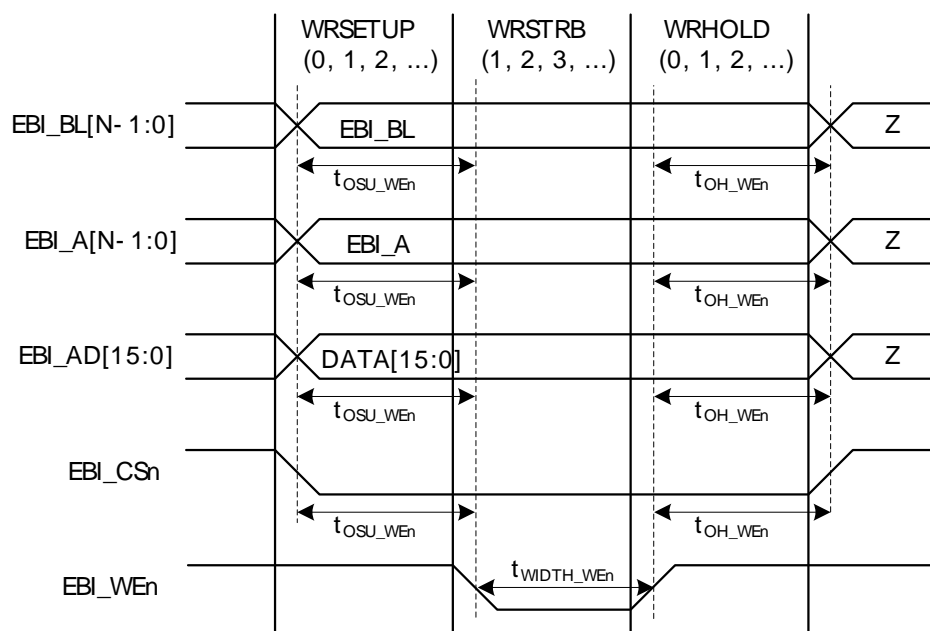 WRSETUP WRSTRB WRHOLD
(0, 1, 2, ...) (1, 2, 3, ...) (0, 1, 2, ...)
EBI_BL[N-1:0] EBI_BL Z
tOSU_WEn tOH_WEn
EBI_A[N-1:0] EBI_A Z
tOSU_WEn tOH_WEn
EBI_AD[15:0] DATA[15:0] Z
tOSU_WEn tOH_WEn
EBI_CSn
tOSU_WEn tOH_WEn
EBI_WEn tWIDTH_WEn